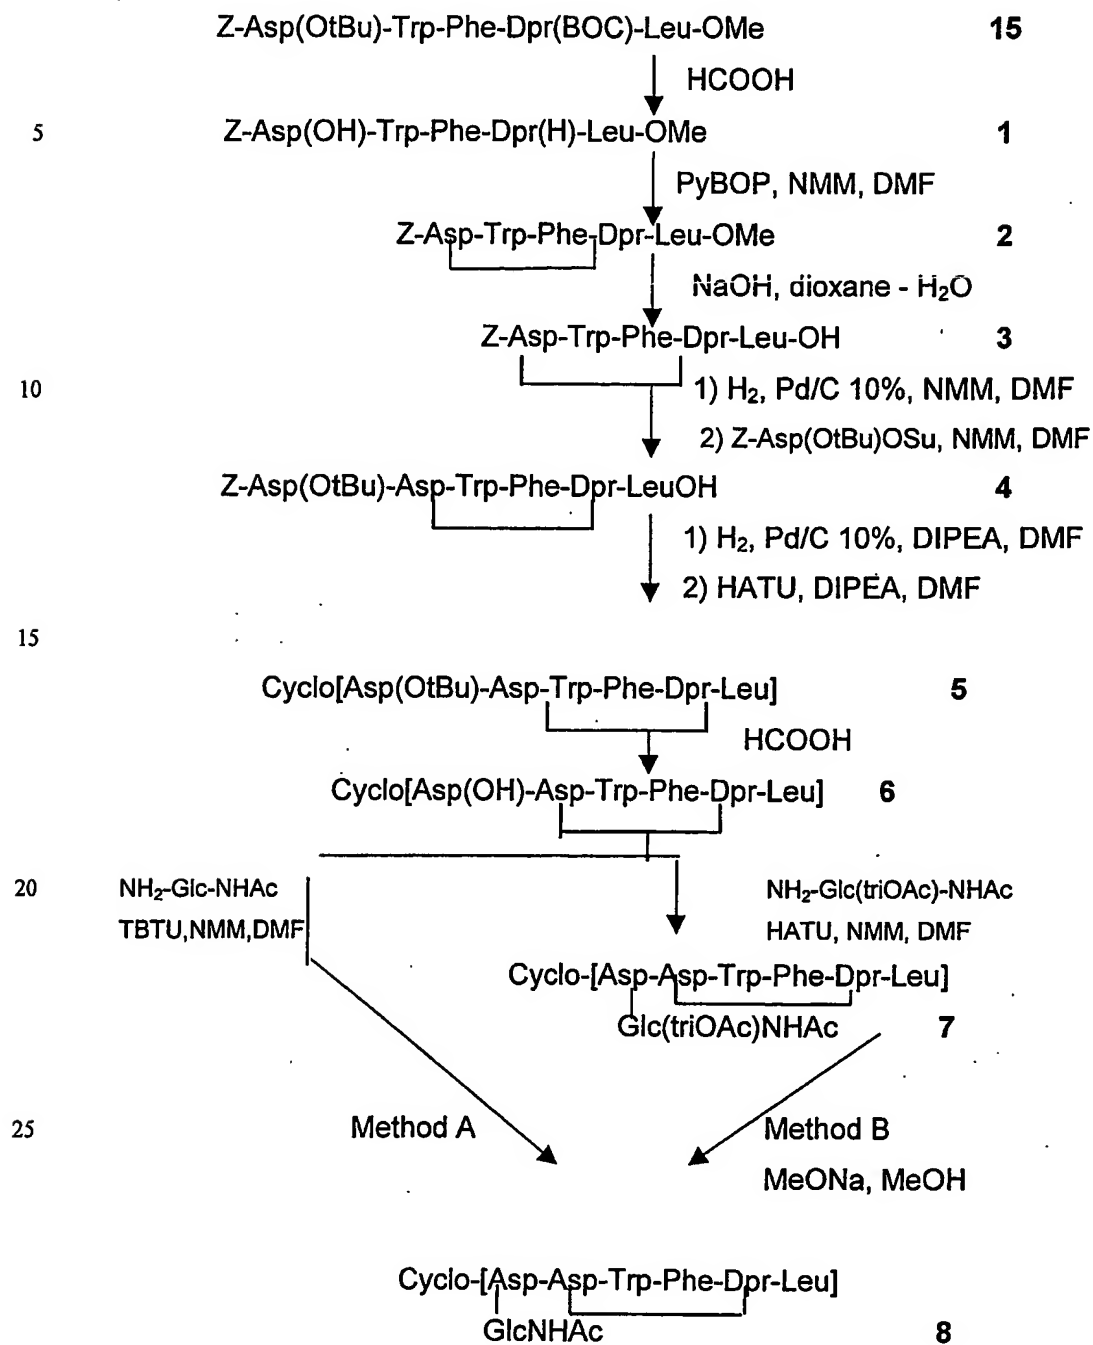 Z-Asp(OtBu)-Trp-Phe-Dpr(BOC)-Leu-OMe 15
HCOOH
5 Z-Asp(OH)-Trp-Phe-Dpr(H)-Leu-OMe 1
PyBOP, NMM, DMF
Z-Asp-Trp-Phe-Dpr-Leu-OMe 2
NaOH, dioxane - H₂O
Z-Asp-Trp-Phe-Dpr-Leu-OH 3
10 1) H₂, Pd/C 10%, NMM, DMF
2) Z-Asp(OtBu)OSu, NMM, DMF
Z-Asp(OtBu)-Asp-Trp-Phe-Dpr-LeuOH 4
1) H₂, Pd/C 10%, DIPEA, DMF
2) HATU, DIPEA, DMF
15
Cyclo[Asp(OtBu)-Asp-Trp-Phe-Dpr-Leu] 5
HCOOH
Cyclo[Asp(OH)-Asp-Trp-Phe-Dpr-Leu] 6
20 NH₂-Glc-NHAc NH₂-Glc(triOAc)-NHAc
TBTU,NMM,DMF HATU, NMM, DMF
Cyclo-[Asp-Asp-Trp-Phe-Dpr-Leu]
Glc(triOAc)NHAc 7
25 Method A Method B
MeONa, MeOH
Cyclo-[Asp-Asp-Trp-Phe-Dpr-Leu]
GlcNHAc 8